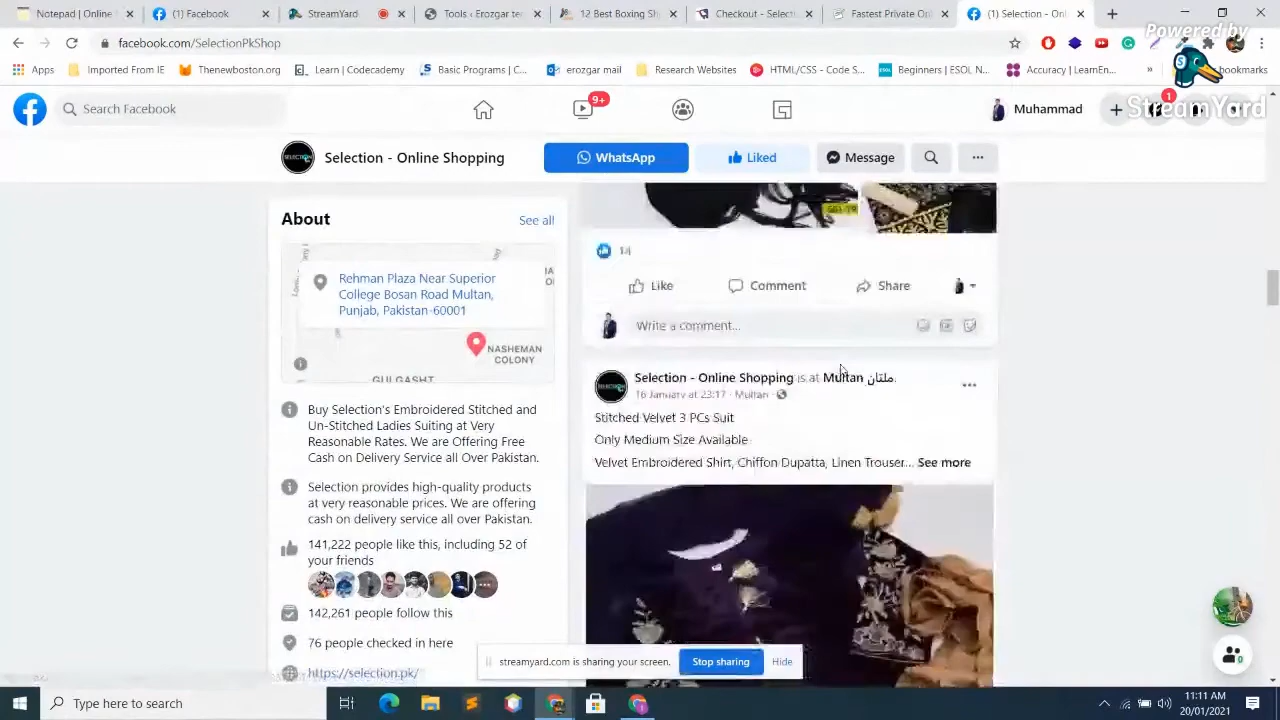 Notepad | Online
(1) Facebook
StreamYard
Tools ‹ Erozgar
12 Best Boxing Sh
Checkout - Select
Fastest Private Op
(1) Selection - Onl
Powered by
facebook.com/SelectionPkShop
Apps
Imported From IE
Thenewboston.org
Learn | Codecademy
Basic Programs, C...
erozgar mail
Research Websites
HTML/CSS - Code S...
Beginners | ESOL N...
Accuracy | LearnEn...
»
bookmarks
StreamYard
Search Facebook
9+
Muhammad
1
SELECTION
Selection - Online Shopping
WhatsApp
Liked
Message
About
See all
Rehman Plaza Near Superior
College Bosan Road Multan,
Punjab, Pakistan-60001
NASHEMAN
COLONY
GULGASHT
Buy Selection's Embroidered Stitched and
Un-Stitched Ladies Suiting at Very
Reasonable Rates. We are Offering Free
Cash on Delivery Service all Over Pakistan.
Selection provides high-quality products
at very reasonable prices. We are offering
cash on delivery service all over Pakistan.
141,222 people like this, including 52 of
your friends
142,261 people follow this
76 people checked in here
https://selection.pk/
Like
Comment
Share
Write a comment...
Selection - Online Shopping is at Multan ملتان.
16 January at 23:17 · Multan ·
Stitched Velvet 3 PCs Suit
Only Medium Size Available
Velvet Embroidered Shirt, Chiffon Dupatta, Linen Trouser... See more
streamyard.com is sharing your screen.
Stop sharing
Hide
Type here to search
11:11 AM
20/01/2021